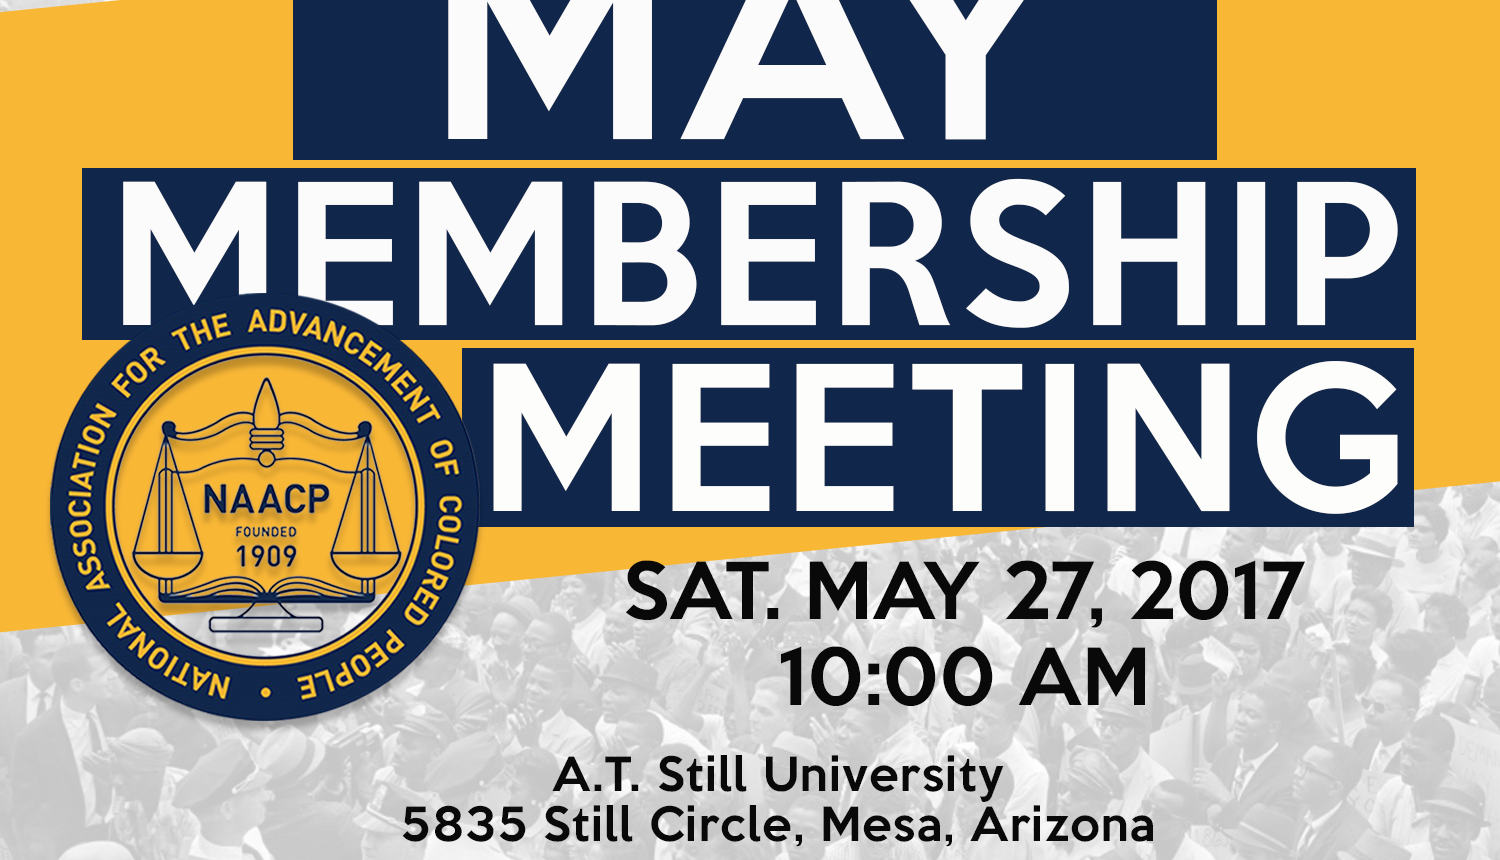 MAY
MEMBERSHIP
MEETING
NATIONAL ASSOCIATION FOR THE ADVANCEMENT OF COLORED PEOPLE
NAACP
FOUNDED
1909
SAT. MAY 27, 2017
10:00 AM
A.T. Still University
5835 Still Circle, Mesa, Arizona